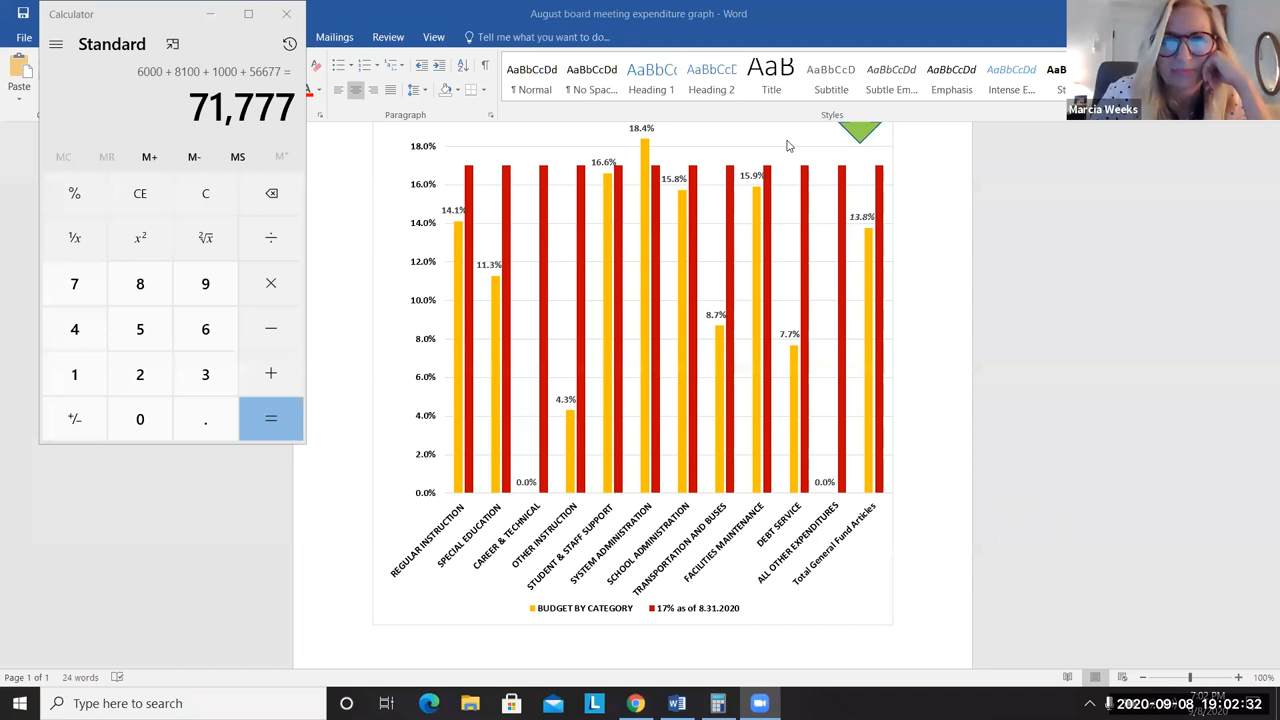 Calculator
Standard
6000 + 8100 + 1000 + 56677 =
71,777
MC MR M+ M- MS M˅
% CE C
¹/x x² ²√x ÷
7 8 9 ×
4 5 6 −
1 2 3 +
+/− 0 . =
August board meeting expenditure graph - Word
File Mailings Review View Tell me what you want to do...
Paste
AaBbCcDd AaBbCcDd AaBbCc AaBbCcD AaB AaBbCcD AaBbCcDd AaBbCcDd AaBbCcDd
¶ Normal ¶ No Spac... Heading 1 Heading 2 Title Subtitle Subtle Em... Emphasis Intense E...
Paragraph Styles
Marcia Weeks
18.0%
16.0%
14.0%
12.0%
10.0%
8.0%
6.0%
4.0%
2.0%
0.0%
14.1%
11.3%
0.0%
4.3%
16.6%
18.4%
15.8%
8.7%
15.9%
7.7%
0.0%
13.8%
REGULAR INSTRUCTION
SPECIAL EDUCATION
CAREER & TECHNICAL
OTHER INSTRUCTION
STUDENT & STAFF SUPPORT
SYSTEM ADMINISTRATION
SCHOOL ADMINISTRATION
TRANSPORTATION AND BUSES
FACILITIES MAINTENANCE
DEBT SERVICE
ALL OTHER EXPENDITURES
Total General Fund Articles
BUDGET BY CATEGORY 17% as of 8.31.2020
Page 1 of 1 24 words 100%
Type here to search
7:02 PM
2020-09-08 19:02:32
9/8/2020